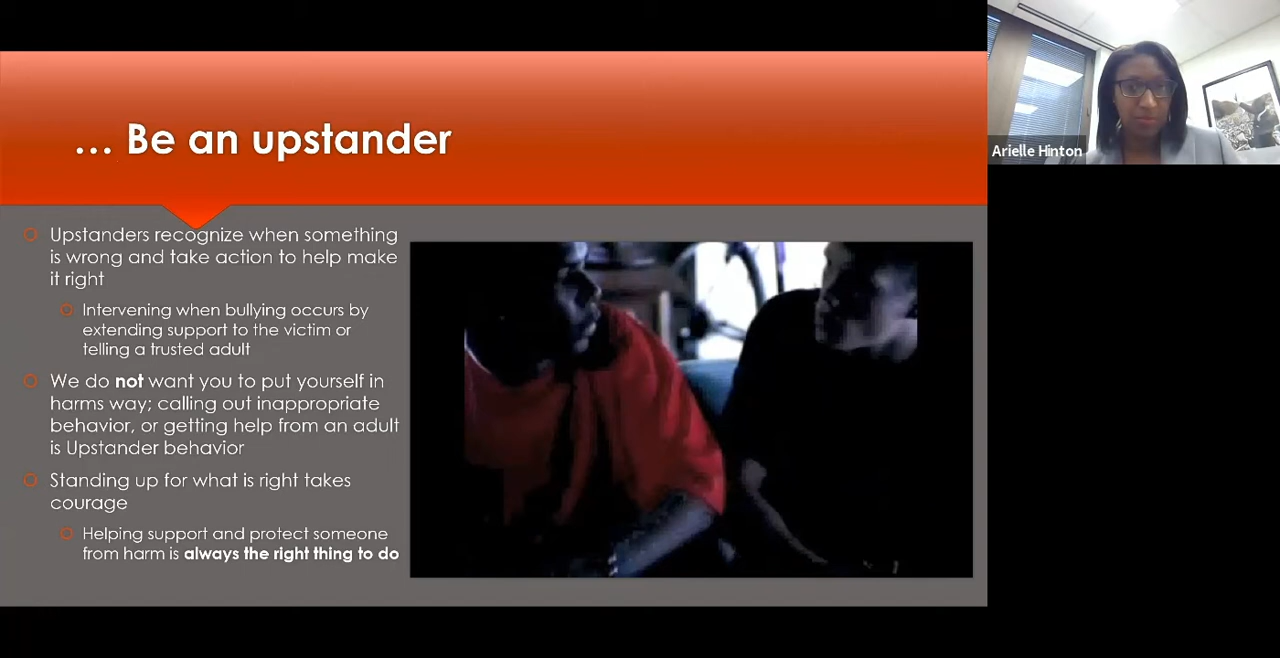 ... Be an upstander
Upstanders recognize when something
is wrong and take action to help make
it right
Intervening when bullying occurs by
extending support to the victim or
telling a trusted adult
We do not want you to put yourself in
harms way; calling out inappropriate
behavior, or getting help from an adult
is Upstander behavior
Standing up for what is right takes
courage
Helping support and protect someone
from harm is always the right thing to do
Arielle Hinton